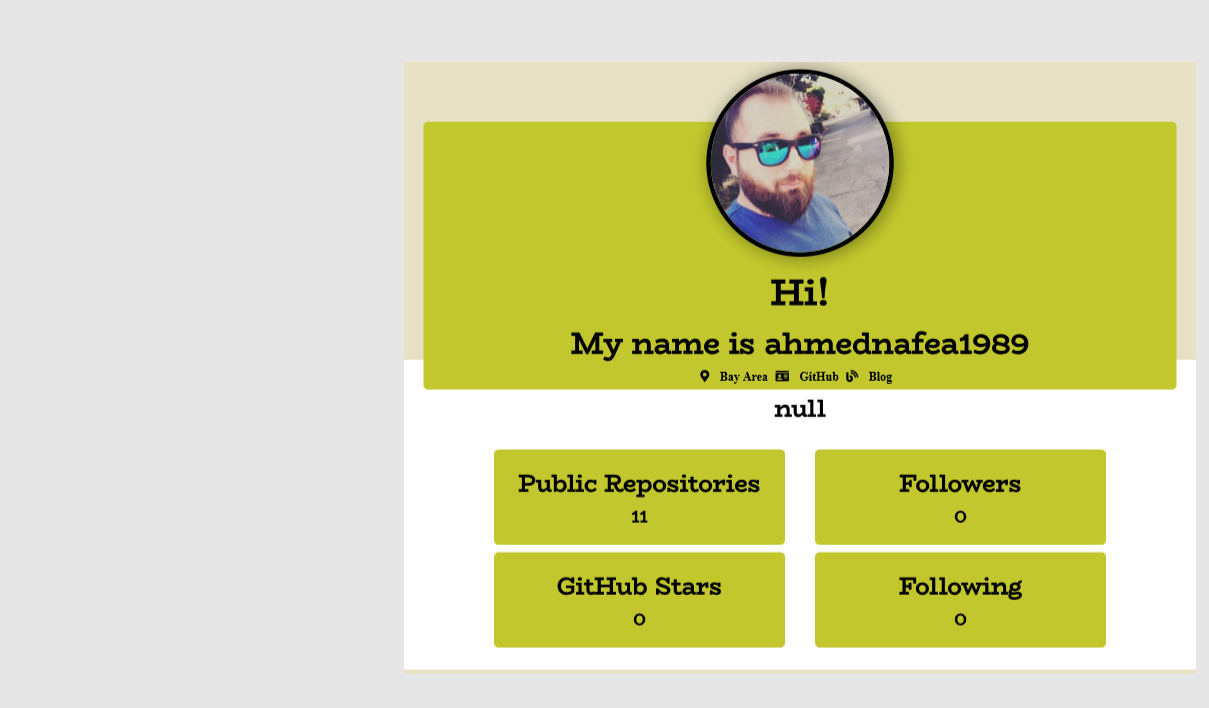 Hi!
My name is ahmednafea1989
Bay Area GitHub Blog
null
Public Repositories
11
Followers
0
GitHub Stars
0
Following
0